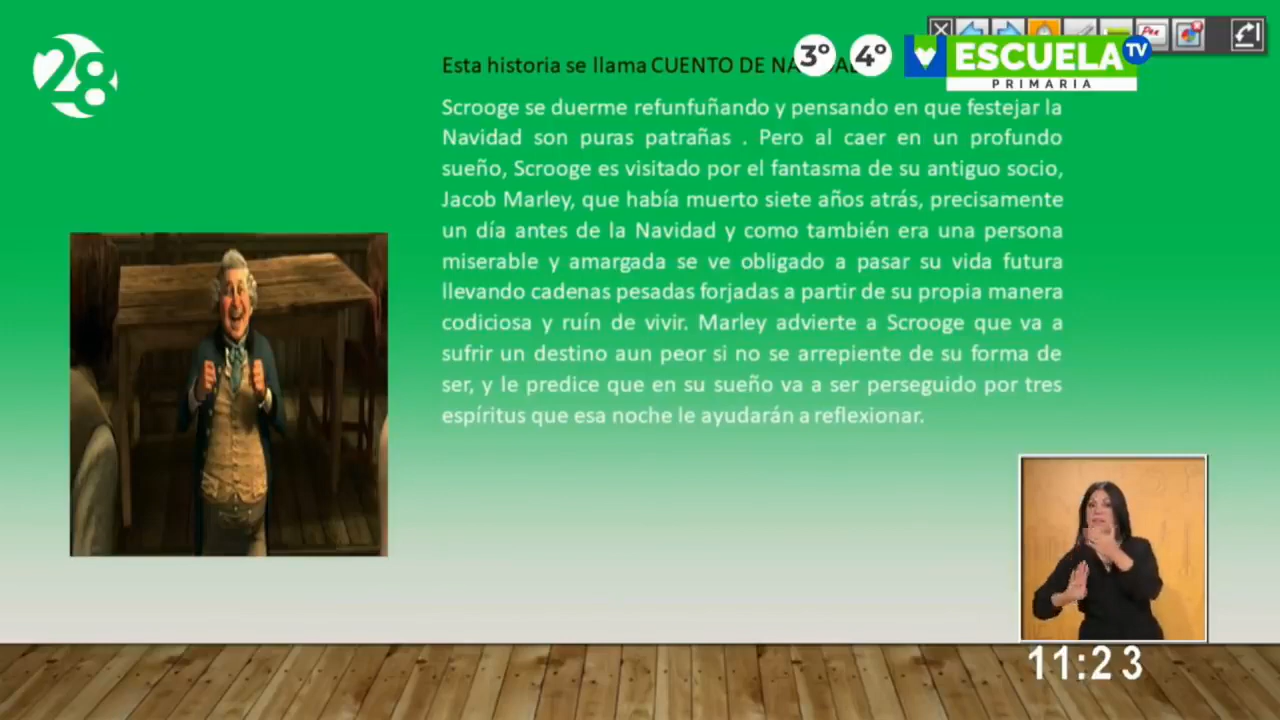 28
3° 4° ESCUELA TV
PRIMARIA
Esta historia se llama CUENTO DE
Scrooge se duerme refunfuñando y pensando en que festejar la
Navidad son puras patrañas . Pero al caer en un profundo
sueño, Scrooge es visitado por el fantasma de su antiguo socio,
Jacob Marley, que había muerto siete años atrás, precisamente
un día antes de la Navidad y como también era una persona
miserable y amargada se ve obligado a pasar su vida futura
llevando cadenas pesadas forjadas a partir de su propia manera
codiciosa y ruín de vivir. Marley advierte a Scrooge que va a
sufrir un destino aun peor si no se arrepiente de su forma de
ser, y le predice que en su sueño va a ser perseguido por tres
espíritus que esa noche le ayudarán a reflexionar.
11:23